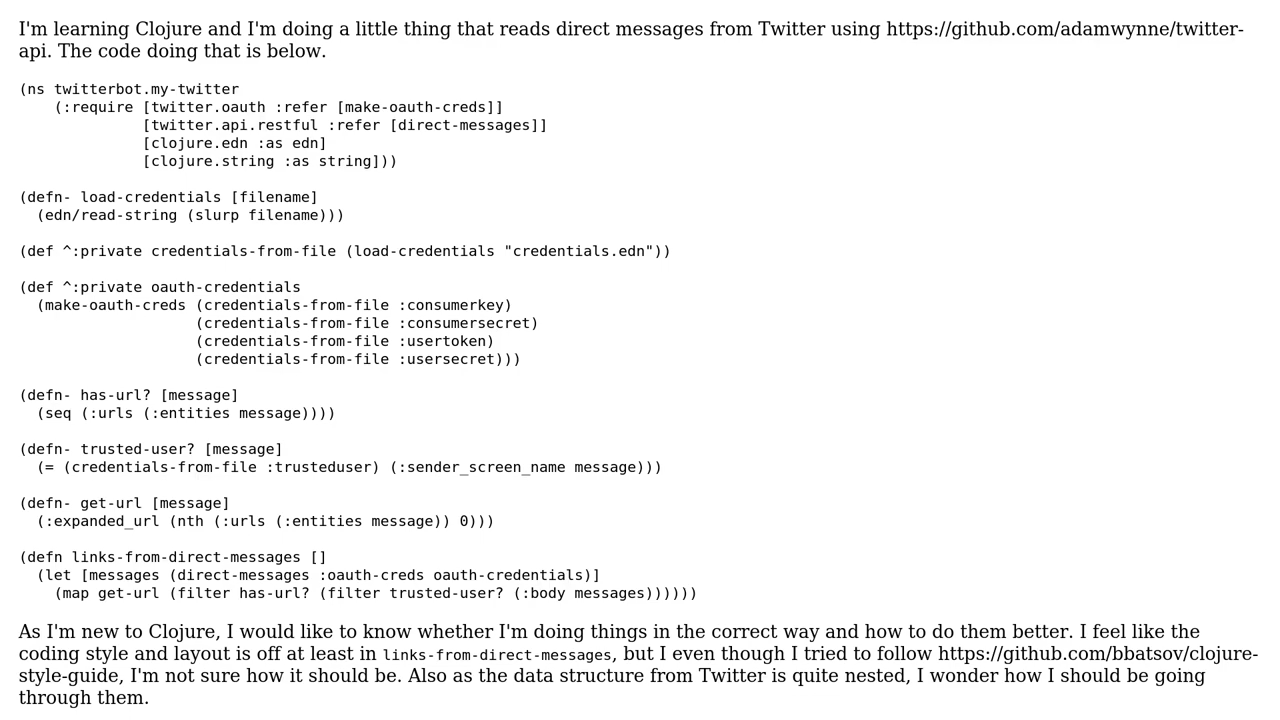 I'm learning Clojure and I'm doing a little thing that reads direct messages from Twitter using https://github.com/adamwynne/twitter-
api. The code doing that is below.
(ns twitterbot.my-twitter
    (:require [twitter.oauth :refer [make-oauth-creds]]
              [twitter.api.restful :refer [direct-messages]]
              [clojure.edn :as edn]
              [clojure.string :as string]))
(defn- load-credentials [filename]
  (edn/read-string (slurp filename)))
(def ^:private credentials-from-file (load-credentials "credentials.edn"))
(def ^:private oauth-credentials
  (make-oauth-creds (credentials-from-file :consumerkey)
                    (credentials-from-file :consumersecret)
                    (credentials-from-file :usertoken)
                    (credentials-from-file :usersecret)))
(defn- has-url? [message]
  (seq (:urls (:entities message))))
(defn- trusted-user? [message]
  (= (credentials-from-file :trusteduser) (:sender_screen_name message)))
(defn- get-url [message]
  (:expanded_url (nth (:urls (:entities message)) 0)))
(defn links-from-direct-messages []
  (let [messages (direct-messages :oauth-creds oauth-credentials)]
    (map get-url (filter has-url? (filter trusted-user? (:body messages))))))
As I'm new to Clojure, I would like to know whether I'm doing things in the correct way and how to do them better. I feel like the
coding style and layout is off at least in links-from-direct-messages, but I even though I tried to follow https://github.com/bbatsov/clojure-
style-guide, I'm not sure how it should be. Also as the data structure from Twitter is quite nested, I wonder how I should be going
through them.